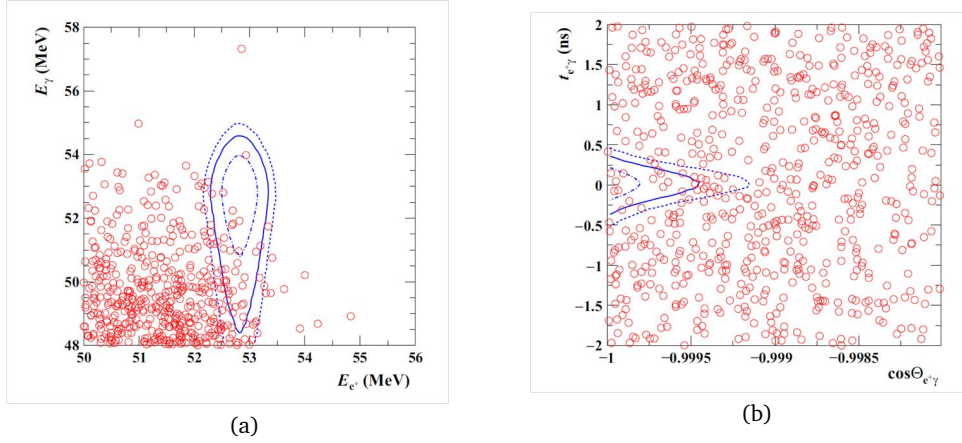 58
56
54
52
50
48
50 51 52 53 54 55 56
E_γ (MeV)
E_e⁺ (MeV)
(a)
2
1.5
1
0.5
0
-0.5
-1
-1.5
-2
-1 -0.9995 -0.999 -0.9985
t_e⁺γ (ns)
cosΘ_e⁺γ
(b)